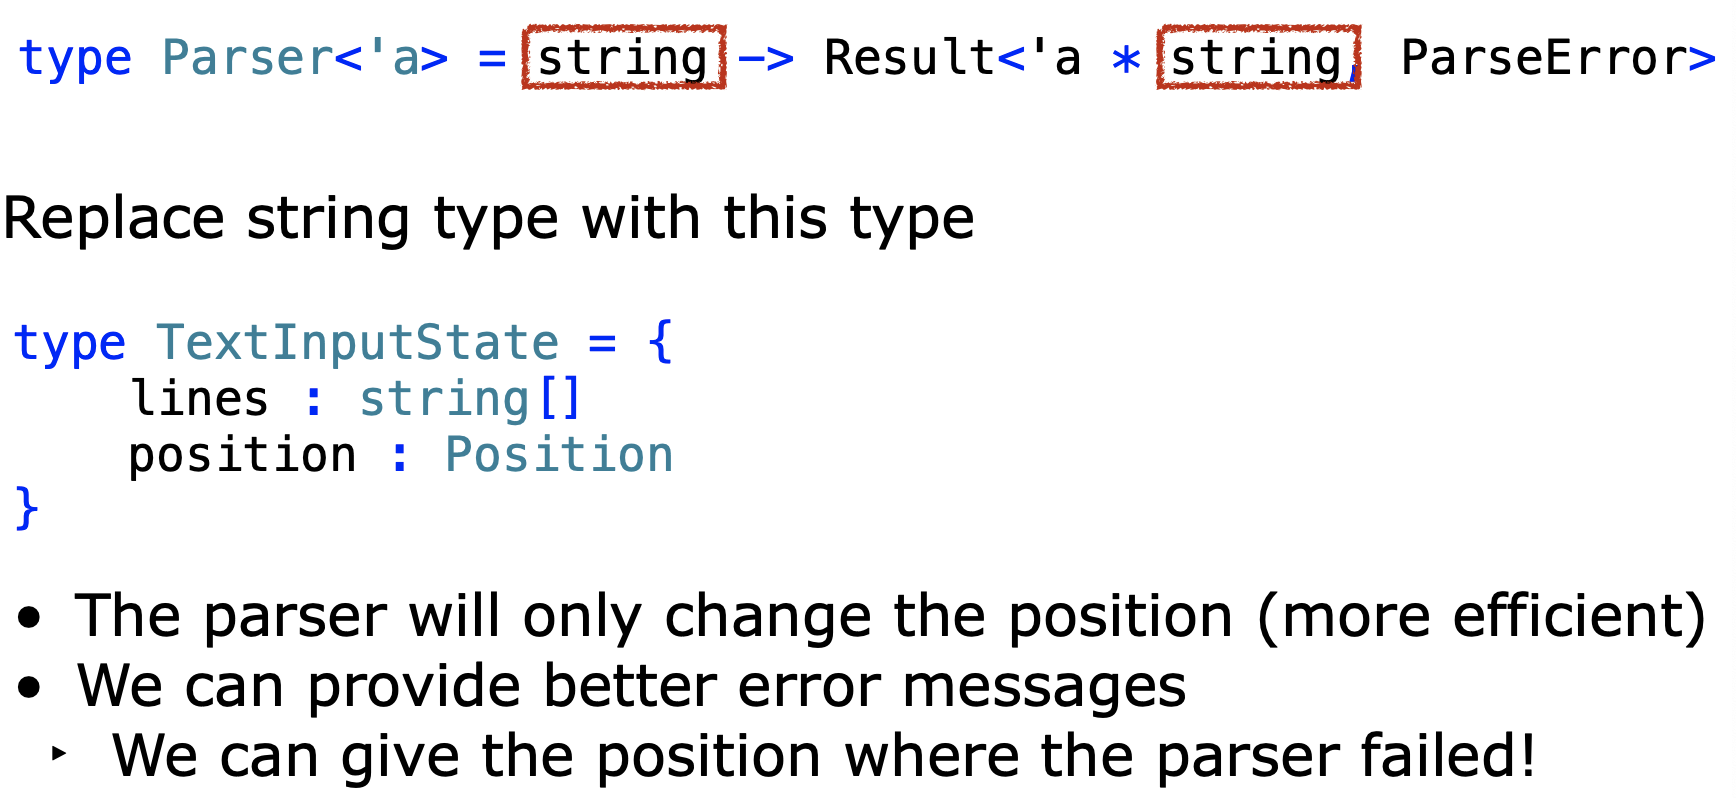 type Parser<'a> = string -> Result<'a * string, ParseError>
Replace string type with this type
type TextInputState = {
    lines : string[]
    position : Position
}
• The parser will only change the position (more efficient)
• We can provide better error messages
‣ We can give the position where the parser failed!